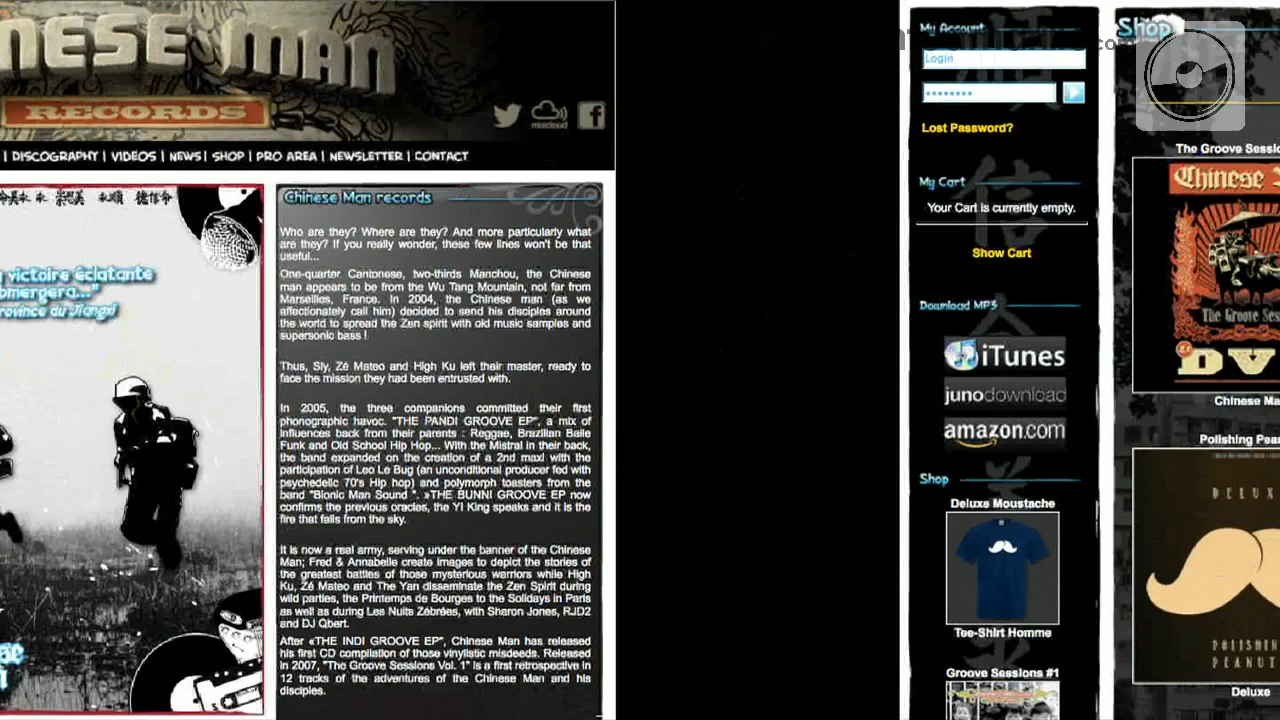 NESE MAN
RECORDS
mixcloud
| DISCOGRAPHY | VIDEOS | NEWS | SHOP | PRO AREA | NEWSLETTER | CONTACT
victoire éclatante
bmergera..."
rovince du Jiangxi
Chinese Man records
Who are they? Where are they? And more particularly what
are they? If you really wonder, these few lines won't be that
useful...
One-quarter Cantonese, two-thirds Manchou, the Chinese
man appears to be from the Wu Tang Mountain, not far from
Marseilles, France. In 2004, the Chinese man (as we
affectionately call him) decided to send his disciples around
the world to spread the Zen spirit with old music samples and
supersonic bass !
Thus, Sly, Zé Mateo and High Ku left their master, ready to
face the mission they had been entrusted with.
In 2005, the three companions committed their first
phonographic havoc. "THE PANDI GROOVE EP", a mix of
influences back from their parents : Reggae, Brazilian Baile
Funk and Old School Hip Hop... With the Mistral in their back,
the band expanded on the creation of a 2nd maxi with the
participation of Leo Le Bug (an unconditional producer fed with
psychedelic 70's Hip hop) and polymorph toasters from the
band "Bionic Man Sound ". »THE BUNNI GROOVE EP now
confirms the previous oracles, the YI King speaks and it is the
fire that falls from the sky.
It is now a real army, serving under the banner of the Chinese
Man; Fred & Annabelle create images to depict the stories of
the greatest battles of those mysterious warriors while High
Ku, Zé Mateo and The Yan disseminate the Zen Spirit during
wild parties, the Printemps de Bourges to the Solidays in Paris
as well as during Les Nuits Zébrées, with Sharon Jones, RJD2
and DJ Qbert.
After «THE INDI GROOVE EP", Chinese Man has released
his first CD compilation of those vinylistic misdeeds. Released
in 2007, "The Groove Sessions Vol. 1" is a first retrospective in
12 tracks of the adventures of the Chinese Man and his
disciples.
My Account
Login
Lost Password?
My Cart
Your Cart is currently empty.
Show Cart
Download MP3
iTunes
junodownload
amazon.com
Shop
Deluxe Moustache
Tee-Shirt Homme
Groove Sessions #1
Shop
The Groove Sessio
Chinese
The Groove Sess
DV
Chinese Ma
Polishing Pea
DELUX
POLISHIN
PEANUT
Deluxe